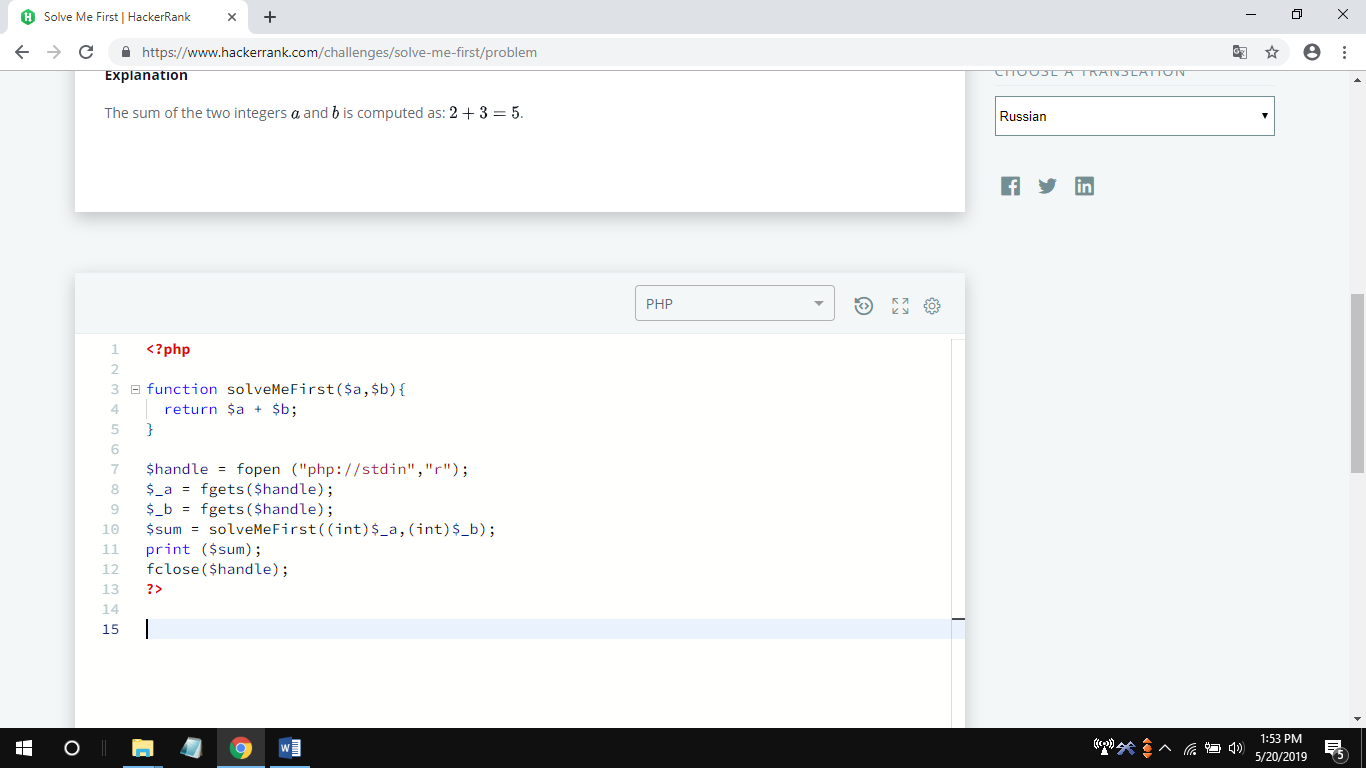 Solve Me First | HackerRank
https://www.hackerrank.com/challenges/solve-me-first/problem
Explanation
The sum of the two integers a and b is computed as: 2 + 3 = 5.
CHOOSE A TRANSLATION
Russian
PHP
1 <?php
2
3 function solveMeFirst($a,$b){
4 return $a + $b;
5 }
6
7 $handle = fopen ("php://stdin","r");
8 $_a = fgets($handle);
9 $_b = fgets($handle);
10 $sum = solveMeFirst((int)$_a,(int)$_b);
11 print ($sum);
12 fclose($handle);
13 ?>
14
15
1:53 PM
5/20/2019
5